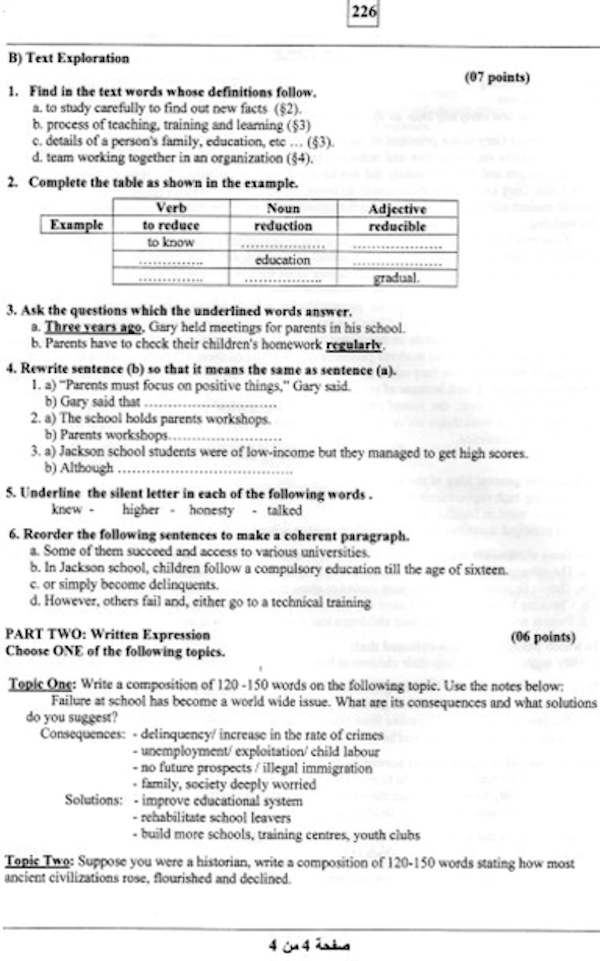 226
B) Text Exploration
(07 points)
1. Find in the text words whose definitions follow.
a. to study carefully to find out new facts (§2).
b. process of teaching, training and learning (§3)
c. details of a person's family, education, etc ... (§3).
d. team working together in an organization (§4).
2. Complete the table as shown in the example.
Verb Noun Adjective
Example to reduce reduction reducible
to know ..................... ......................
................ education ......................
................ ................... gradual.
3. Ask the questions which the underlined words answer.
a. Three years ago, Gary held meetings for parents in his school.
b. Parents have to check their children's homework regularly.
4. Rewrite sentence (b) so that it means the same as sentence (a).
1. a) "Parents must focus on positive things," Gary said.
b) Gary said that ..............................
2. a) The school holds parents workshops.
b) Parents workshops..........................
3. a) Jackson school students were of low-income but they managed to get high scores.
b) Although .......................................
5. Underline the silent letter in each of the following words .
knew - higher - honesty - talked
6. Reorder the following sentences to make a coherent paragraph.
a. Some of them succeed and access to various universities.
b. In Jackson school, children follow a compulsory education till the age of sixteen.
c. or simply become delinquents.
d. However, others fail and, either go to a technical training
PART TWO: Written Expression (06 points)
Choose ONE of the following topics.
Topic One: Write a composition of 120 -150 words on the following topic. Use the notes below:
Failure at school has become a world wide issue. What are its consequences and what solutions
do you suggest?
Consequences: - delinquency/ increase in the rate of crimes
- unemployment/ exploitation/ child labour
- no future prospects / illegal immigration
- family, society deeply worried
Solutions: - improve educational system
- rehabilitate school leavers
- build more schools, training centres, youth clubs
Topic Two: Suppose you were a historian, write a composition of 120-150 words stating how most
ancient civilizations rose, flourished and declined.
صفحة 4 من 4